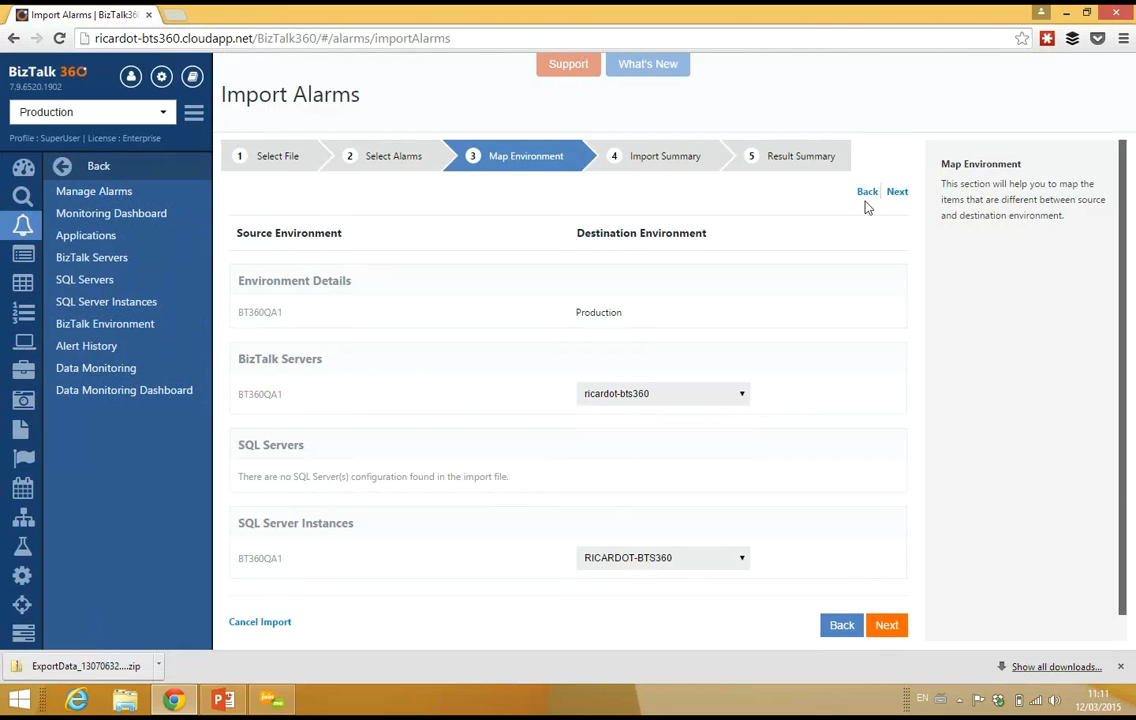 Import Alarms | BizTalk36
ricardot-bts360.cloudapp.net/BizTalk360/#/alarms/importAlarms
BizTalk 360
7.9.6520.1902
Production
Profile : SuperUser | License : Enterprise
Support
What's New
Import Alarms
1 Select File
2 Select Alarms
3 Map Environment
4 Import Summary
5 Result Summary
Back
Manage Alarms
Monitoring Dashboard
Applications
BizTalk Servers
SQL Servers
SQL Server Instances
BizTalk Environment
Alert History
Data Monitoring
Data Monitoring Dashboard
Back | Next
Source Environment
Destination Environment
Environment Details
BT360QA1
Production
BizTalk Servers
BT360QA1
ricardot-bts360
SQL Servers
There are no SQL Server(s) configuration found in the import file.
SQL Server Instances
BT360QA1
RICARDOT-BTS360
Cancel Import
Back
Next
Map Environment
This section will help you to map the
items that are different between source
and destination environment.
ExportData_13070632....zip
Show all downloads...
EN
11:11
12/03/2015